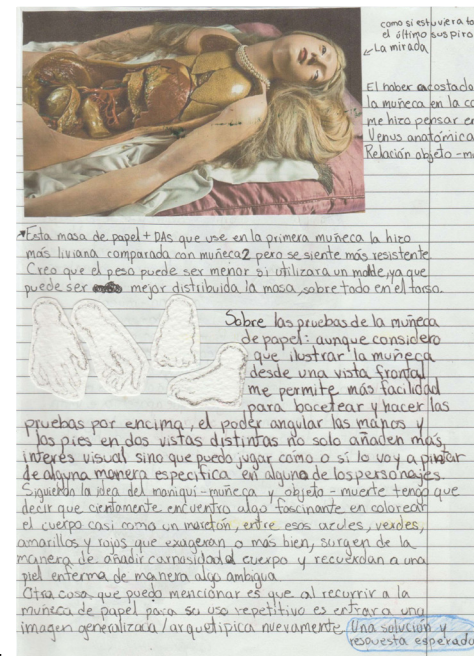 como si estuviera to
el último suspiro
La mirada
El haber acostado
la muñeca en la ca
me hizo pensar en
Venus anatómica
Relación objeto-m
*Esta masa de papel + DAs que use en la primera muñeca la hizo
más liviana comparada con muñeca2 pero se siente más resistente.
Creo que el peso puede ser menor si utilizara un molde, ya que
puede ser mejor distribuida la masa, sobre todo en el torso.
Sobre las pruebas de la muñeca
de papel: aunque considero
que ilustrar la muñeca
desde una vista frontal
me permite más facilidad
para bocetear y hacer las
pruebas por encima, el poder angular las manos y
los pies en dos vistas distintas no solo añaden más
interés visual sino que puedo jugar como o si lo voy a pintar
de alguna manera específica en alguno de los personajes.
Siguiendo la idea del maniqui-muñeca y objeto-muerte tengo que
decir que ciertamente encuentro algo fascinante en colorear
el cuerpo casi como un moretón, entre esos azules, verdes,
amarillos y rojos que exageran o más bien, surgen de la
manera de añadir carnosidad al cuerpo y recuerdan a una
piel enferma de manera algo ambigua.
Otra cosa que puedo mencionar es que al recurrir a la
muñeca de papel para su uso repetitivo es entrar a una
imagen generalizada/arquetípica nuevamente. Una solución y
respuesta esperada